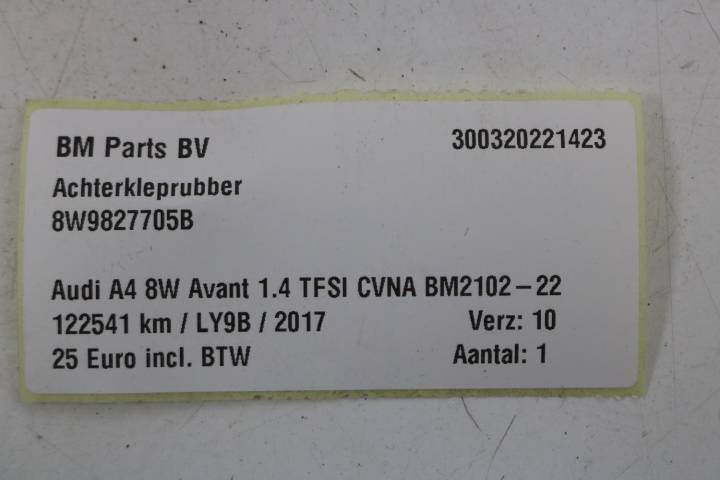 BM Parts BV 300320221423
Achterkleprubber
8W9827705B
Audi A4 8W Avant 1.4 TFSI CVNA BM2102-22
122541 km / LY9B / 2017 Verz: 10
25 Euro incl. BTW Aantal: 1